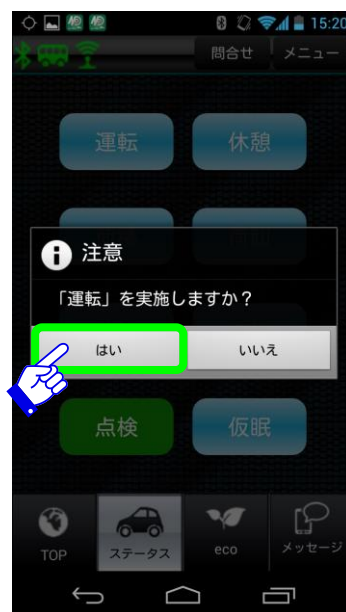 15:20
問合せ メニュー
運転 休憩
注意
「運転」を実施しますか？
はい いいえ
点検 仮眠
TOP ステータス eco メッセージ